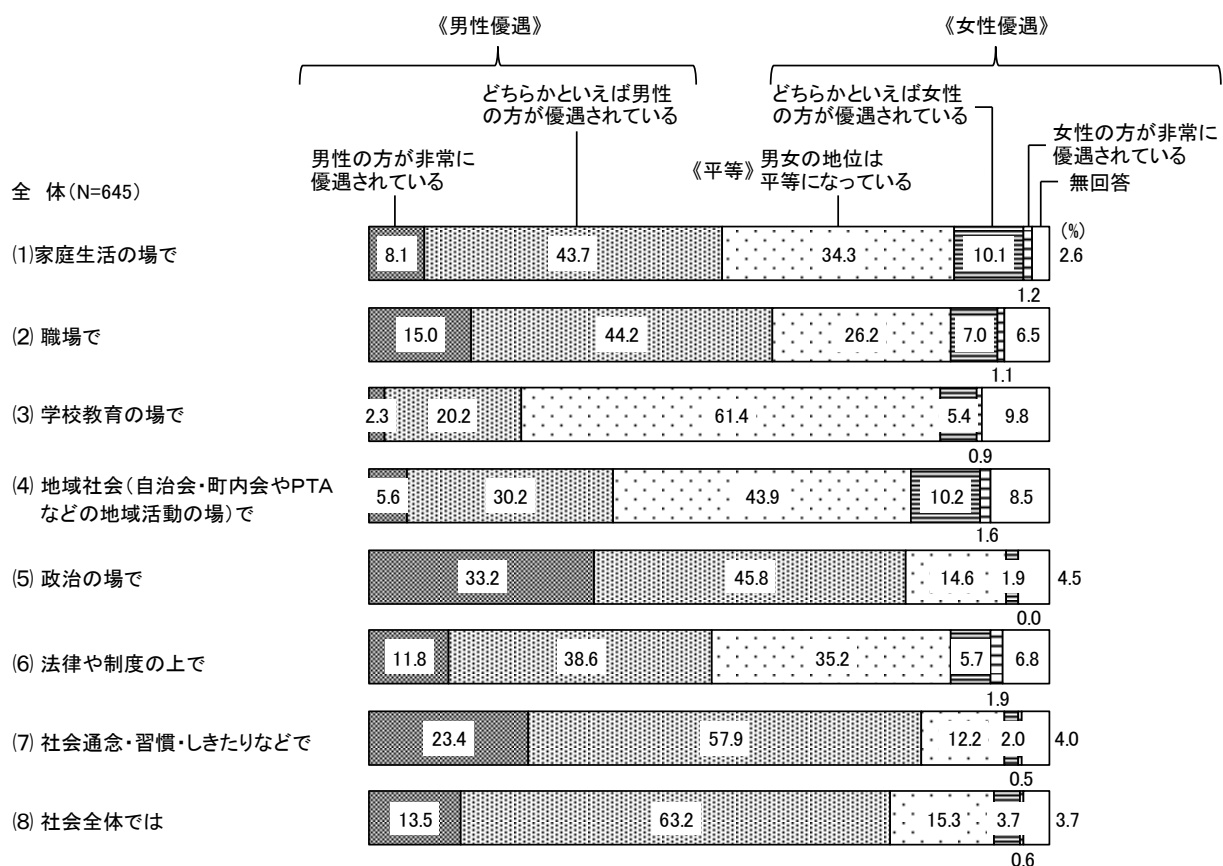 《男性優遇》
《女性優遇》
どちらかといえば男性
の方が優遇されている
どちらかといえば女性
の方が優遇されている
男性の方が非常に
優遇されている
《平等》
男女の地位は
平等になっている
女性の方が非常に
優遇されている
無回答
全 体(N=645)
(%)
⑴家庭生活の場で
8.1 43.7 34.3 10.1 2.6
1.2
⑵ 職場で
15.0 44.2 26.2 7.0 6.5
1.1
⑶ 学校教育の場で
2.3 20.2 61.4 5.4 9.8
0.9
⑷ 地域社会(自治会・町内会やPTA
などの地域活動の場)で
5.6 30.2 43.9 10.2 8.5
1.6
⑸ 政治の場で
33.2 45.8 14.6 1.9 4.5
0.0
⑹ 法律や制度の上で
11.8 38.6 35.2 5.7 6.8
1.9
⑺ 社会通念・習慣・しきたりなどで
23.4 57.9 12.2 2.0 4.0
0.5
⑻ 社会全体では
13.5 63.2 15.3 3.7 3.7
0.6